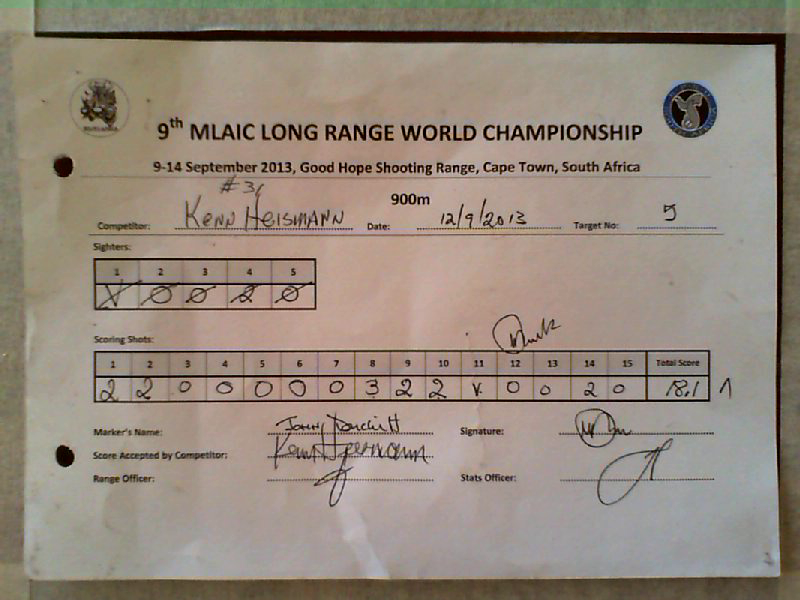 9th MLAIC LONG RANGE WORLD CHAMPIONSHIP
9-14 September 2013, Good Hope Shooting Range, Cape Town, South Africa
900m
Competitor: KENN HEISMANN Date: 12/9/2013 Target No: 5
Sighters:
1 2 3 4 5
V 0 0 2 0
Scoring Shots:
1 2 3 4 5 6 7 8 9 10 11 12 13 14 15 Total Score
2 2 0 0 0 0 0 3 2 2 V 0 0 2 0 18.1
Marker's Name: Signature:
Score Accepted by Competitor:
Range Officer: Stats Officer: